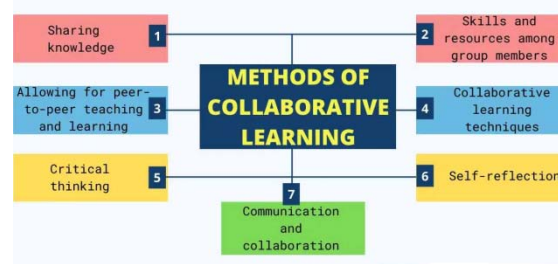 Sharing
knowledge
1
2
Skills and
resources among
group members
METHODS OF
COLLABORATIVE
LEARNING
Allowing for peer-
to-peer teaching
and learning
3
4
Collaborative
learning
techniques
Critical
thinking
5
6
Self-reflection
7
Communication
and
collaboration